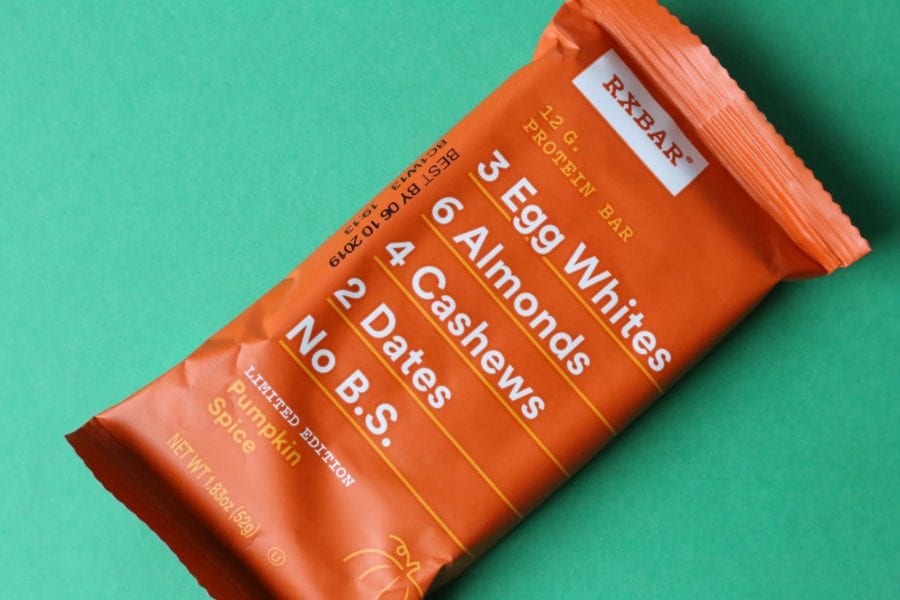 RXBAR®
12 G.
PROTEIN BAR
3 Egg Whites
6 Almonds
4 Cashews
2 Dates
No B.S.
LIMITED EDITION
Pumpkin
Spice
NET WT 1.83oz (52g)
U
BEST BY 06 10 2019
BC1W13 19:13